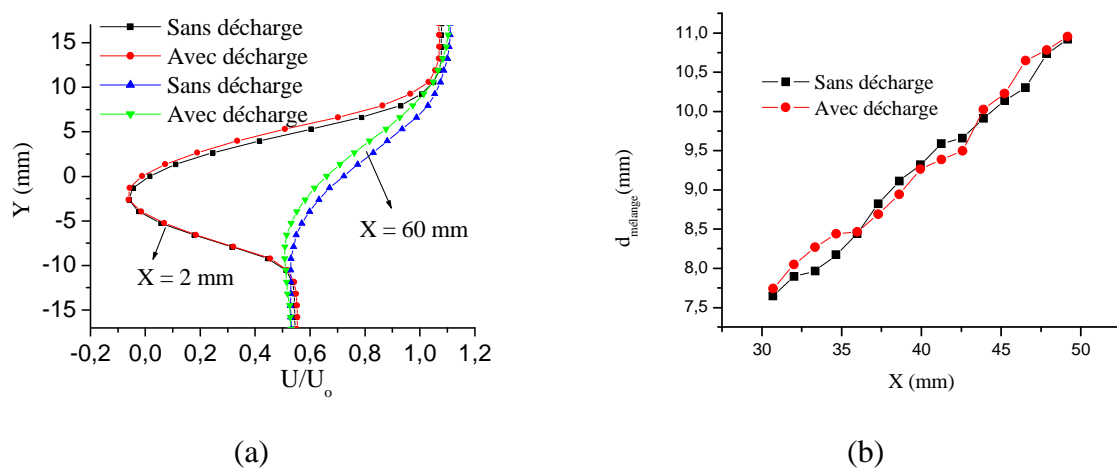 Sans décharge
Avec décharge
Sans décharge
Avec décharge
15
10
5
0
-5
-10
-15
Y (mm)
X = 60 mm
X = 2 mm
-0,2 0,0 0,2 0,4 0,6 0,8 1,0 1,2
U/Uo
(a)
Sans décharge
Avec décharge
11,0
10,5
10,0
9,5
9,0
8,5
8,0
7,5
dmélange(mm)
30 35 40 45 50
X (mm)
(b)